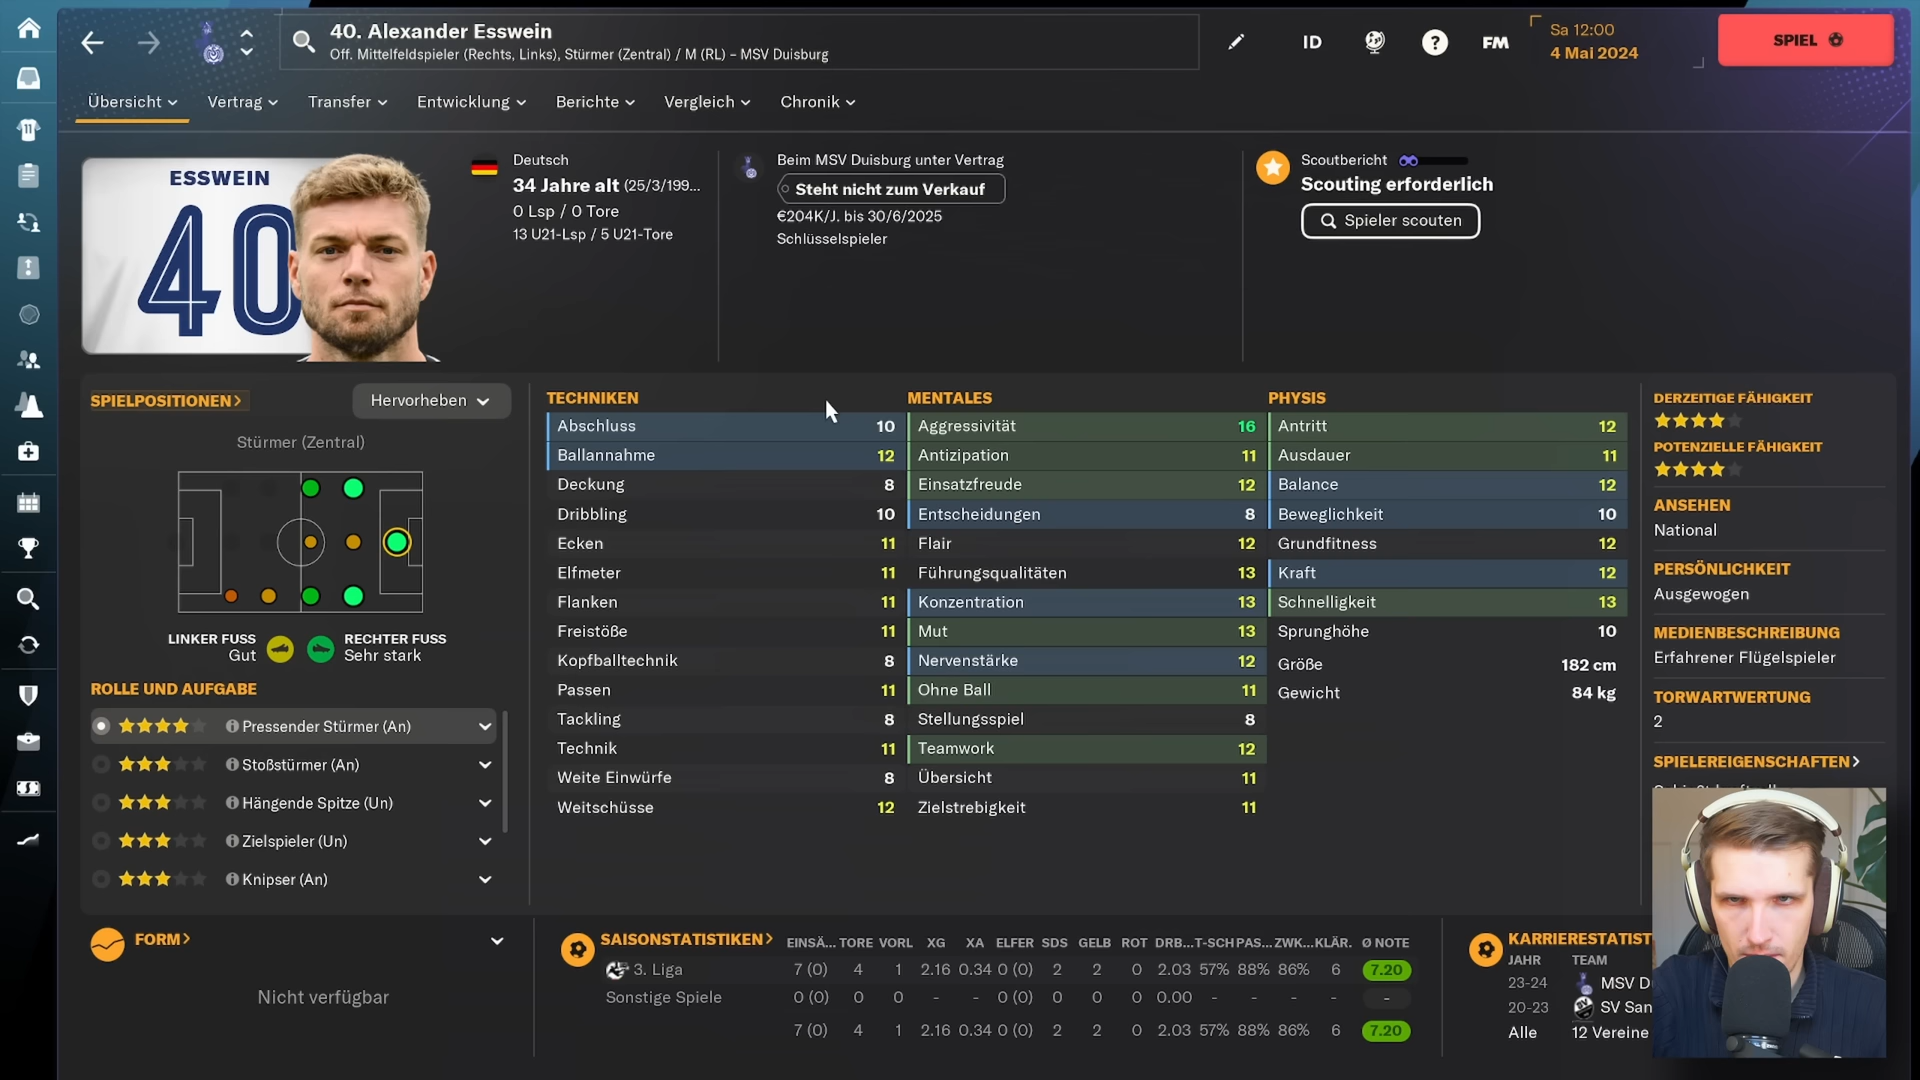 40. Alexander Esswein
Off. Mittelfeldspieler (Rechts, Links), Stürmer (Zentral) / M (RL) – MSV Duisburg
ID
?
FM
Sa 12:00
4 Mai 2024
SPIEL
Übersicht
Vertrag
Transfer
Entwicklung
Berichte
Vergleich
Chronik
ESSWEIN
40
Deutsch
34 Jahre alt (25/3/199...
0 Lsp / 0 Tore
13 U21-Lsp / 5 U21-Tore
Beim MSV Duisburg unter Vertrag
Steht nicht zum Verkauf
€204K/J. bis 30/6/2025
Schlüsselspieler
Scoutbericht
Scouting erforderlich
Spieler scouten
SPIELPOSITIONEN
Hervorheben
Stürmer (Zentral)
LINKER FUSS
Gut
RECHTER FUSS
Sehr stark
ROLLE UND AUFGABE
Pressender Stürmer (An)
Stoßstürmer (An)
Hängende Spitze (Un)
Zielspieler (Un)
Knipser (An)
TECHNIKEN
Abschluss 10
Ballannahme 12
Deckung 8
Dribbling 10
Ecken 11
Elfmeter 11
Flanken 11
Freistöße 11
Kopfballtechnik 8
Passen 11
Tackling 8
Technik 11
Weite Einwürfe 8
Weitschüsse 12
MENTALES
Aggressivität 16
Antizipation 11
Einsatzfreude 12
Entscheidungen 8
Flair 12
Führungsqualitäten 13
Konzentration 13
Mut 13
Nervenstärke 12
Ohne Ball 11
Stellungsspiel 8
Teamwork 12
Übersicht 11
Zielstrebigkeit 11
PHYSIS
Antritt 12
Ausdauer 11
Balance 12
Beweglichkeit 10
Grundfitness 12
Kraft 12
Schnelligkeit 13
Sprunghöhe 10
Größe 182 cm
Gewicht 84 kg
DERZEITIGE FÄHIGKEIT
POTENZIELLE FÄHIGKEIT
ANSEHEN
National
PERSÖNLICHKEIT
Ausgewogen
MEDIENBESCHREIBUNG
Erfahrener Flügelspieler
TORWARTWERTUNG
2
SPIELEREIGENSCHAFTEN
FORM
Nicht verfügbar
SAISONSTATISTIKEN EINSÄ... TORE VORL XG XA ELFER SDS GELB ROT DRB... T-SCH PAS... ZWK... KLÄR. Ø NOTE
3. Liga 7 (0) 4 1 2.16 0.34 0 (0) 2 2 0 2.03 57% 88% 86% 6 7.20
Sonstige Spiele 0 (0) 0 0 - - 0 (0) 0 0 0 0.00 - - - - -
7 (0) 4 1 2.16 0.34 0 (0) 2 2 0 2.03 57% 88% 86% 6 7.20
KARRIERESTATIST
JAHR TEAM
23-24 MSV D
20-23 SV San
Alle 12 Vereine